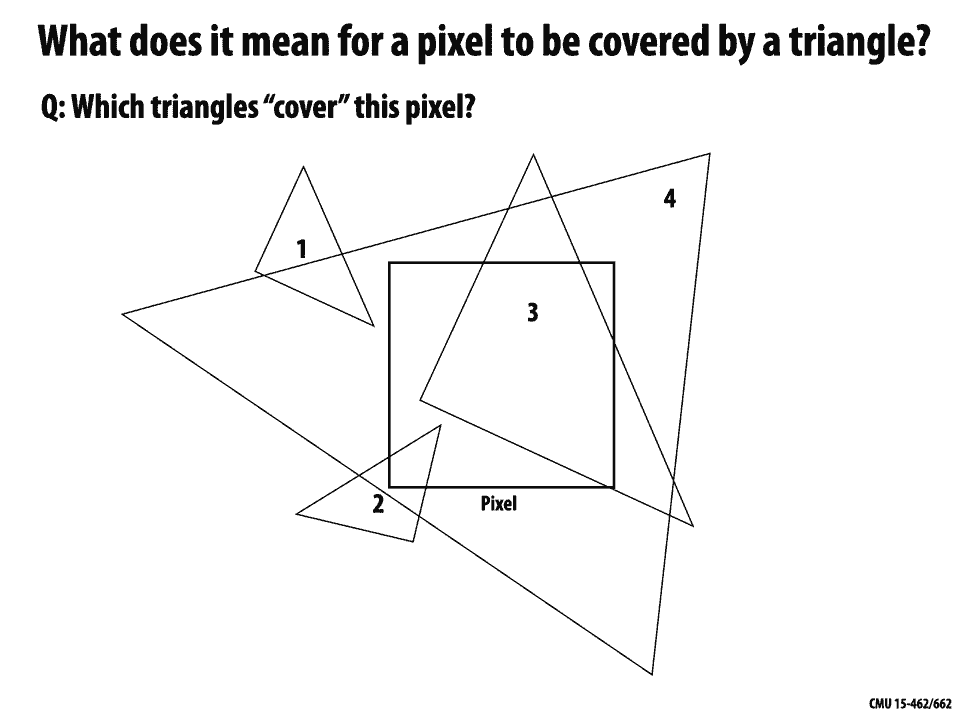 What does it mean for a pixel to be covered by a triangle?
Q: Which triangles “cover” this pixel?
4
1
3
2
Pixel
CMU 15-462/662